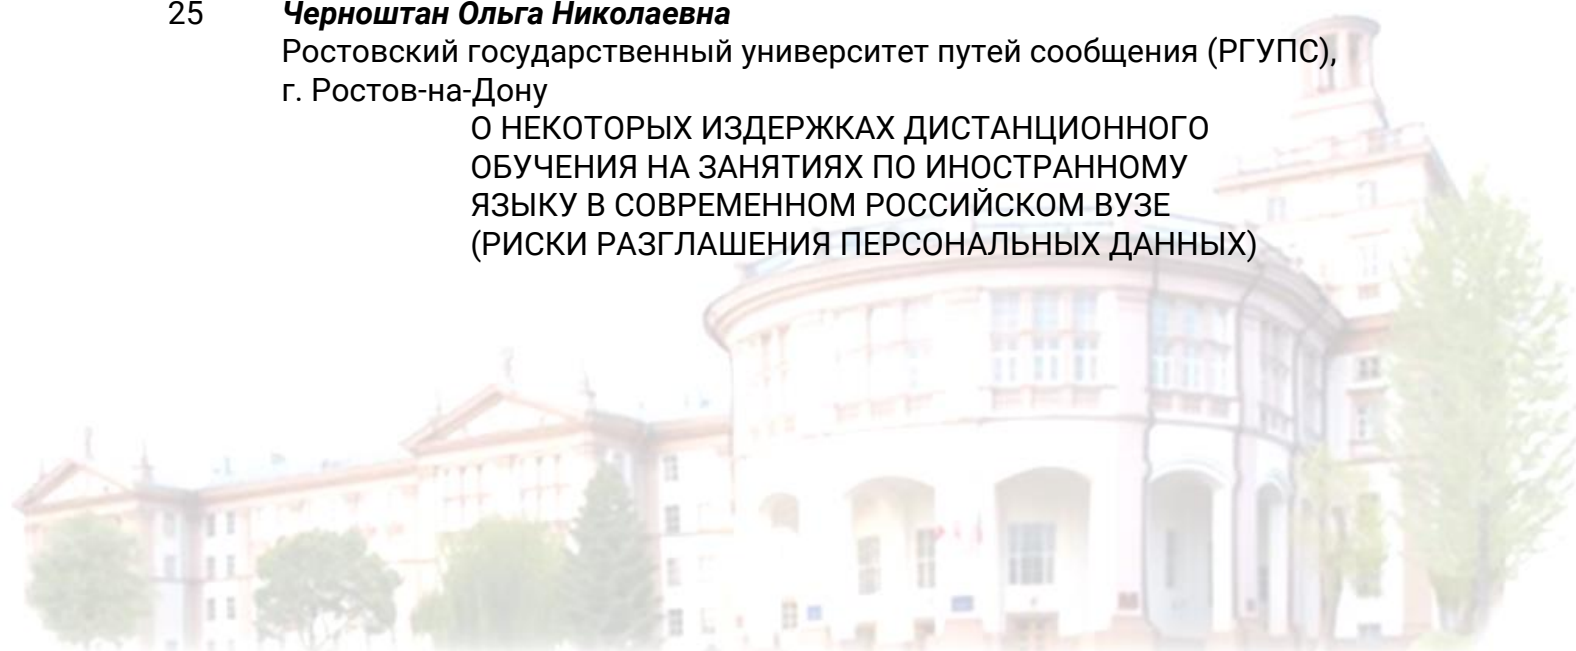 25 Черноштан Ольга Николаевна
Ростовский государственный университет путей сообщения (РГУПС),
г. Ростов-на-Дону
О НЕКОТОРЫХ ИЗДЕРЖКАХ ДИСТАНЦИОННОГО
ОБУЧЕНИЯ НА ЗАНЯТИЯХ ПО ИНОСТРАННОМУ
ЯЗЫКУ В СОВРЕМЕННОМ РОССИЙСКОМ ВУЗЕ
(РИСКИ РАЗГЛАШЕНИЯ ПЕРСОНАЛЬНЫХ ДАННЫХ)